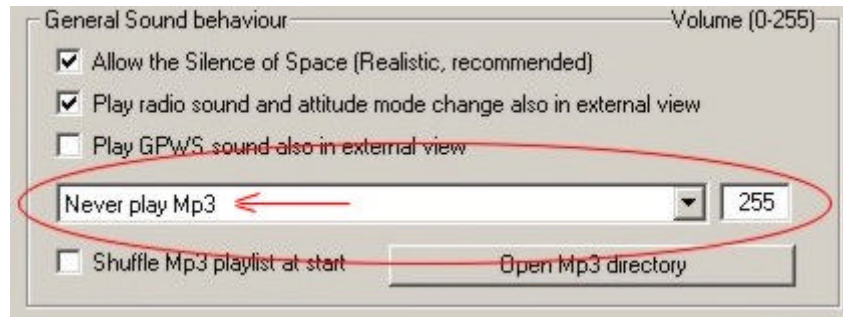 General Sound behaviour Volume (0-255)
Allow the Silence of Space (Realistic, recommended)
Play radio sound and attitude mode change also in external view
Play GPWS sound also in external view
Never play Mp3 255
Shuffle Mp3 playlist at start Open Mp3 directory